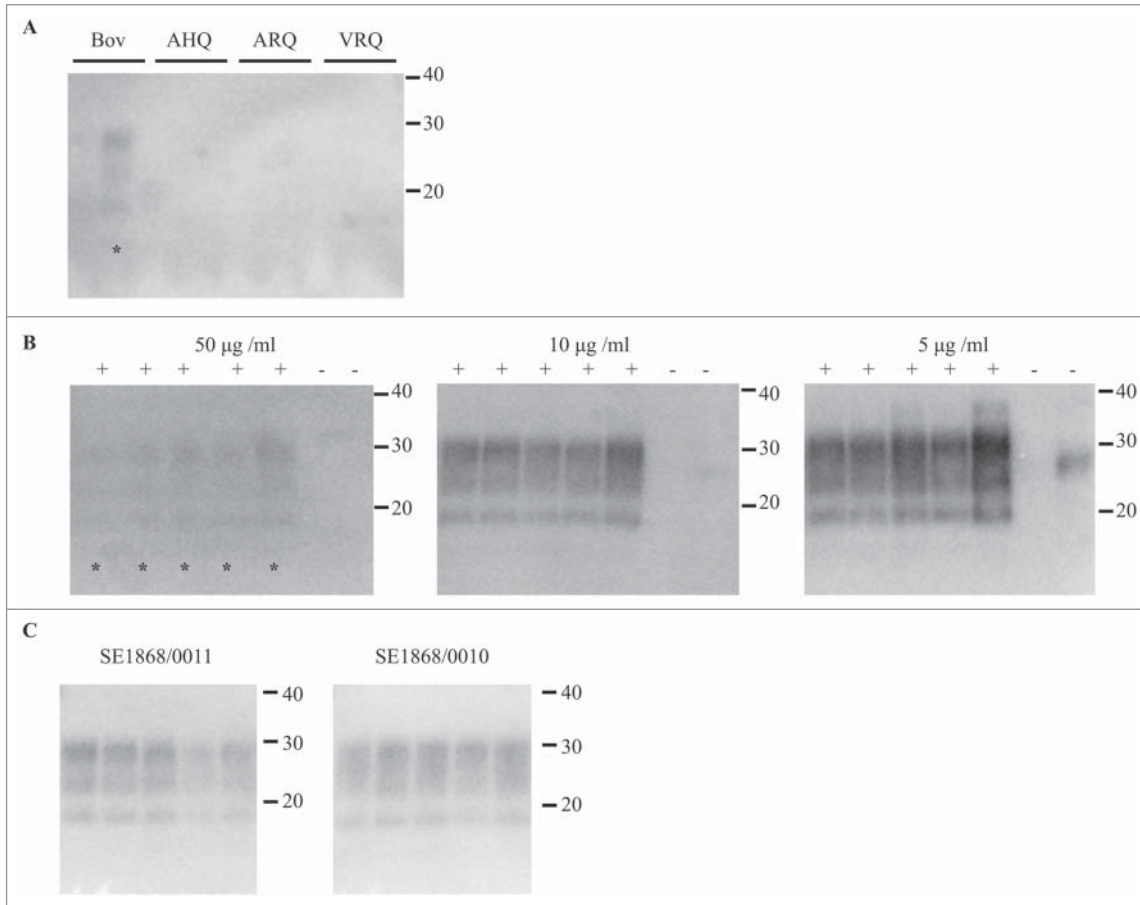 A
Bov AHQ ARQ VRQ
40
30
20
*
B
50 µg /ml 10 µg /ml 5 µg /ml
+ + + + + - - + + + + + - - + + + + + - -
40 40 40
30 30 30
20 20 20
* * * * *
C
SE1868/0011 SE1868/0010
40 40
30 30
20 20